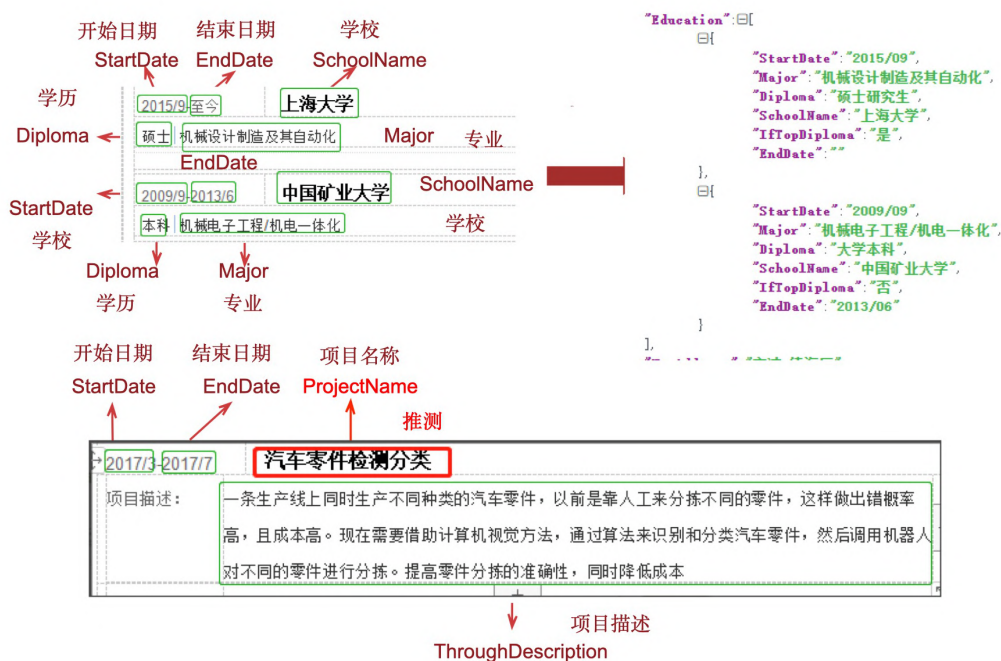 开始日期 结束日期 学校
StartDate EndDate SchoolName
学历 2015/9-至今 上海大学
Diploma 硕士 机械设计制造及其自动化 Major 专业
EndDate
StartDate 2009/9-2013/6 中国矿业大学 SchoolName
学校 本科 机械电子工程/机电一体化 学校
Diploma Major
学历 专业
"Education":[
{
"StartDate":"2015/09",
"Major":"机械设计制造及其自动化",
"Diploma":"硕士研究生",
"SchoolName":"上海大学",
"IfTopDiploma":"是",
"EndDate":""
},
{
"StartDate":"2009/09",
"Major":"机械电子工程/机电一体化",
"Diploma":"大学本科",
"SchoolName":"中国矿业大学",
"IfTopDiploma":"否",
"EndDate":"2013/06"
}
],
开始日期 结束日期 项目名称
StartDate EndDate ProjectName
推测
2017/3-2017/7 汽车零件检测分类
项目描述: 一条生产线上同时生产不同种类的汽车零件，以前是靠人工来分拣不同的零件，这样做出错概率
高，且成本高。现在需要借助计算机视觉方法，通过算法来识别和分类汽车零件，然后调用机器人
对不同的零件进行分拣。提高零件分拣的准确性，同时降低成本
项目描述
ThroughDescription